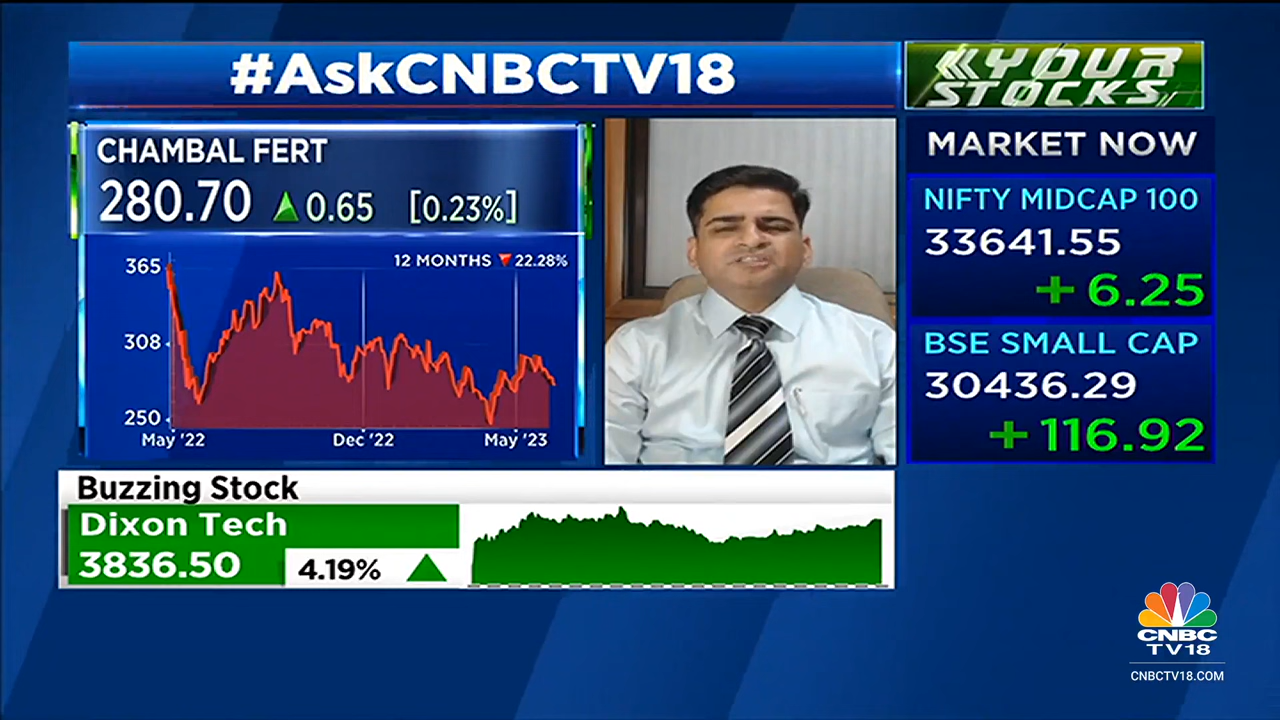 #AskCNBCTV18
YOUR
STOCKS
CHAMBAL FERT
280.70 ▲ 0.65 [0.23%]
12 MONTHS ▼ 22.28%
365
308
250
May '22 Dec '22 May '23
MARKET NOW
NIFTY MIDCAP 100
33641.55
+ 6.25
BSE SMALL CAP
30436.29
+ 116.92
Buzzing Stock
Dixon Tech
3836.50 4.19% ▲
CNBC
TV18
CNBCTV18.COM